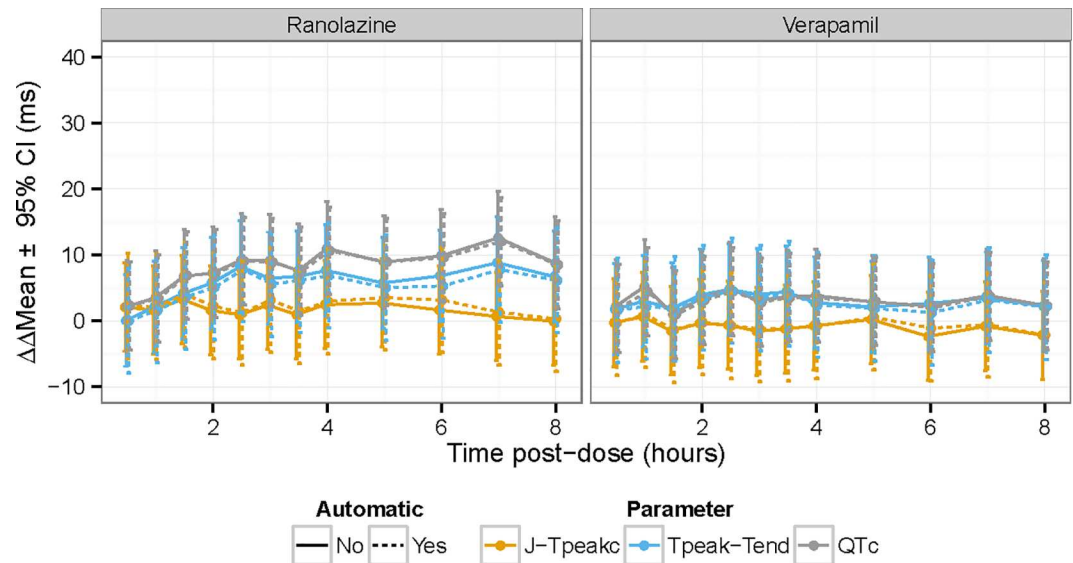 Ranolazine Verapamil
ΔΔMean ± 95% CI (ms)
40
30
20
10
0
−10
2 4 6 8 2 4 6 8
Time post−dose (hours)
Automatic Parameter
No Yes J−Tpeakc Tpeak−Tend QTc